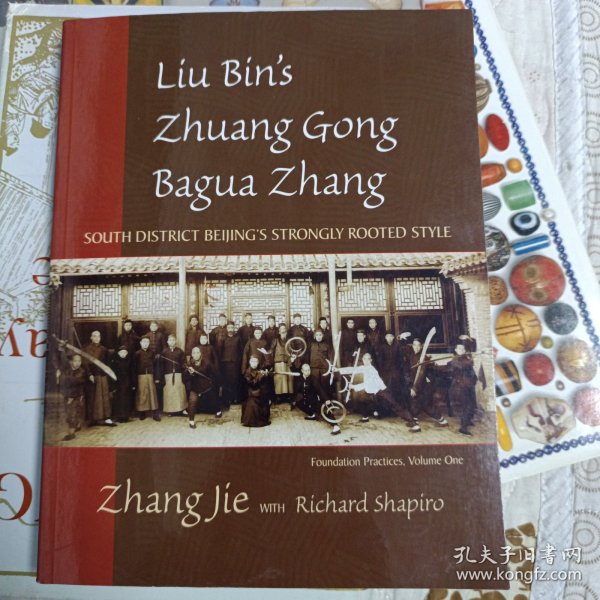 Liu Bin's
Zhuang Gong
Bagua Zhang
SOUTH DISTRICT BEIJING'S STRONGLY ROOTED STYLE
Foundation Practices, Volume One
Zhang Jie WITH Richard Shapiro
孔夫子旧书网
www.kongfz.com